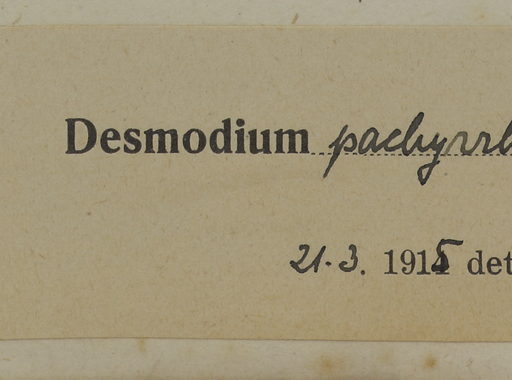 Desmodium pachyrrh
21. 3. 1915 det